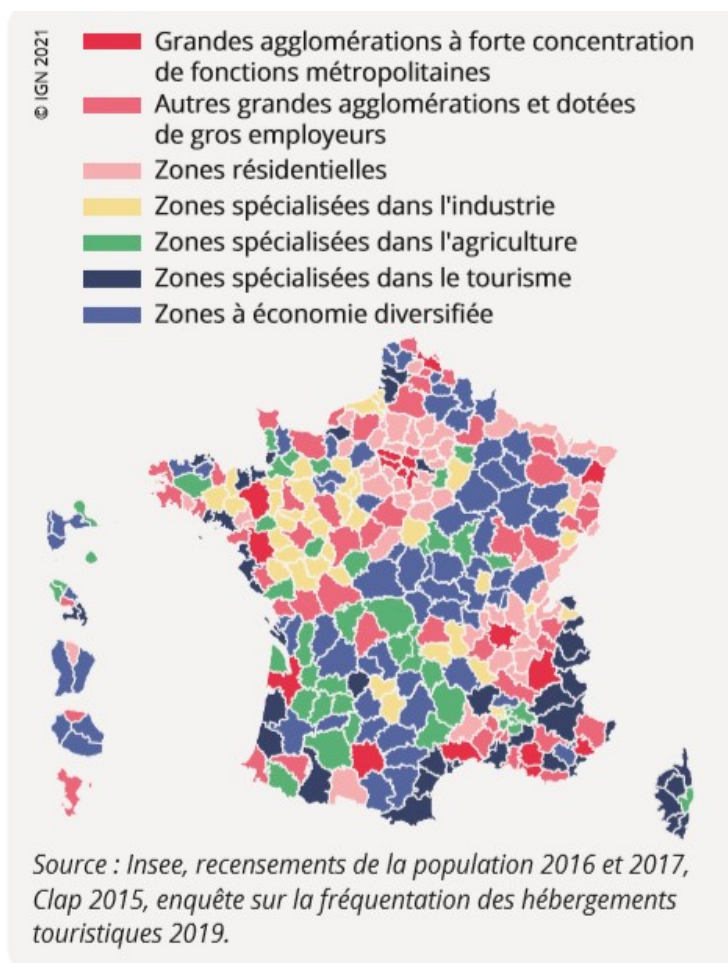 © IGN 2021
Grandes agglomérations à forte concentration
de fonctions métropolitaines
Autres grandes agglomérations et dotées
de gros employeurs
Zones résidentielles
Zones spécialisées dans l'industrie
Zones spécialisées dans l'agriculture
Zones spécialisées dans le tourisme
Zones à économie diversifiée
Source : Insee, recensements de la population 2016 et 2017,
Clap 2015, enquête sur la fréquentation des hébergements
touristiques 2019.